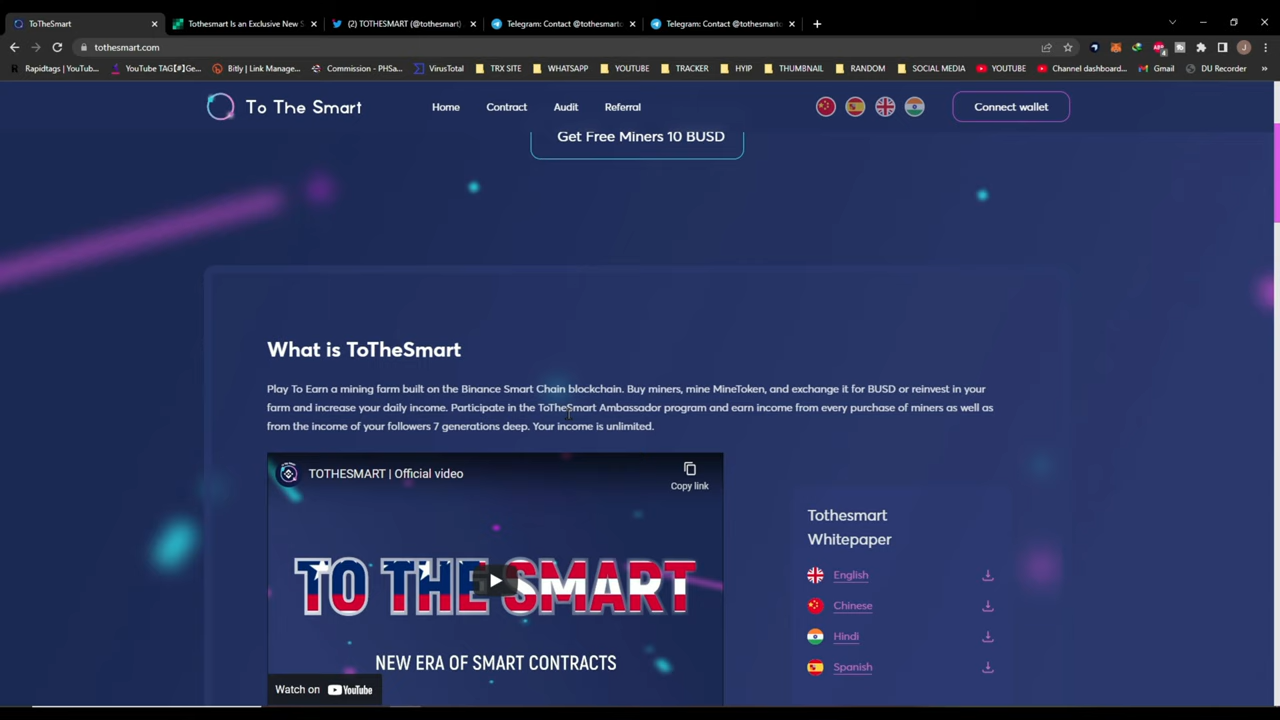 ToTheSmart
Tothesmart Is an Exclusive New S
(2) TOTHESMART (@tothesmart)
Telegram: Contact @tothesmarto
Telegram: Contact @tothesmarto
tothesmart.com
Rapidtags | YouTub...
YouTube TAG【#】Ge...
Bitly | Link Manage...
Commission - PHSa...
VirusTotal
TRX SITE
WHATSAPP
YOUTUBE
TRACKER
HYIP
THUMBNAIL
RANDOM
SOCIAL MEDIA
YOUTUBE
Channel dashboard...
Gmail
DU Recorder
To The Smart
Home
Contract
Audit
Referral
Connect wallet
Get Free Miners 10 BUSD
What is ToTheSmart
Play To Earn a mining farm built on the Binance Smart Chain blockchain. Buy miners, mine MineToken, and exchange it for BUSD or reinvest in your
farm and increase your daily income. Participate in the ToTheSmart Ambassador program and earn income from every purchase of miners as well as
from the income of your followers 7 generations deep. Your income is unlimited.
TOTHESMART | Official video
Copy link
TO THE SMART
NEW ERA OF SMART CONTRACTS
Watch on YouTube
Tothesmart
Whitepaper
English
Chinese
Hindi
Spanish